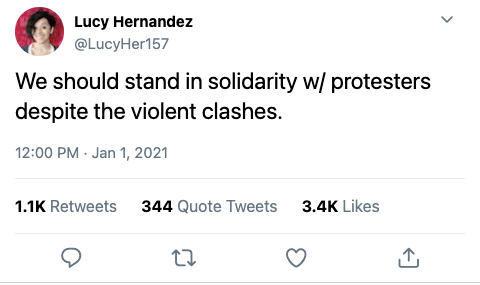 Lucy Hernandez
@LucyHer157
We should stand in solidarity w/ protesters
despite the violent clashes.
12:00 PM · Jan 1, 2021
1.1K Retweets 344 Quote Tweets 3.4K Likes